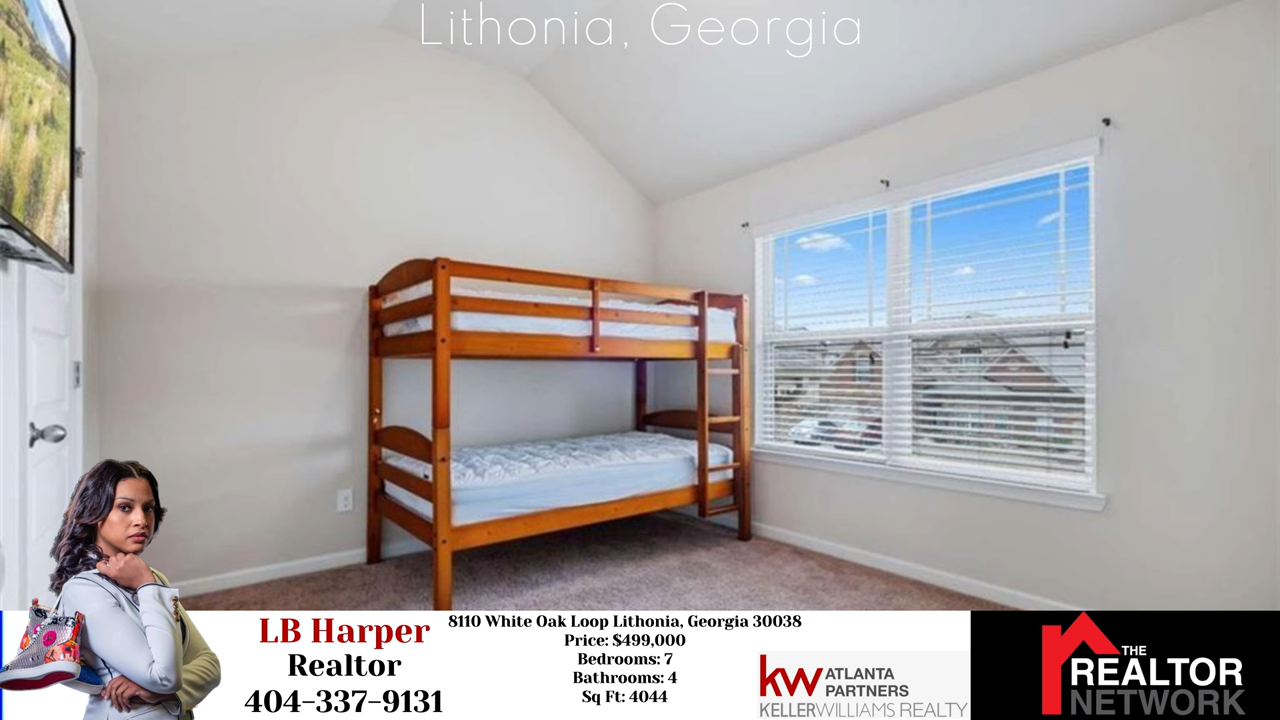 Lithonia, Georgia
LB Harper
Realtor
404-337-9131
8110 White Oak Loop Lithonia, Georgia 30038
Price: $499,000
Bedrooms: 7
Bathrooms: 4
Sq Ft: 4044
kw ATLANTA
PARTNERS
KELLERWILLIAMS REALTY
THE
REALTOR
NETWORK